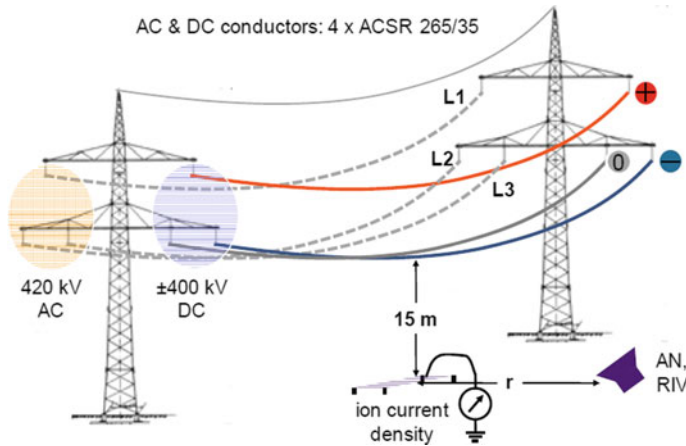 AC & DC conductors: 4 x ACSR 265/35
L1
+
L2
0
−
L3
420 kV
AC
±400 kV
DC
15 m
r
AN,
RIV
ion current
density